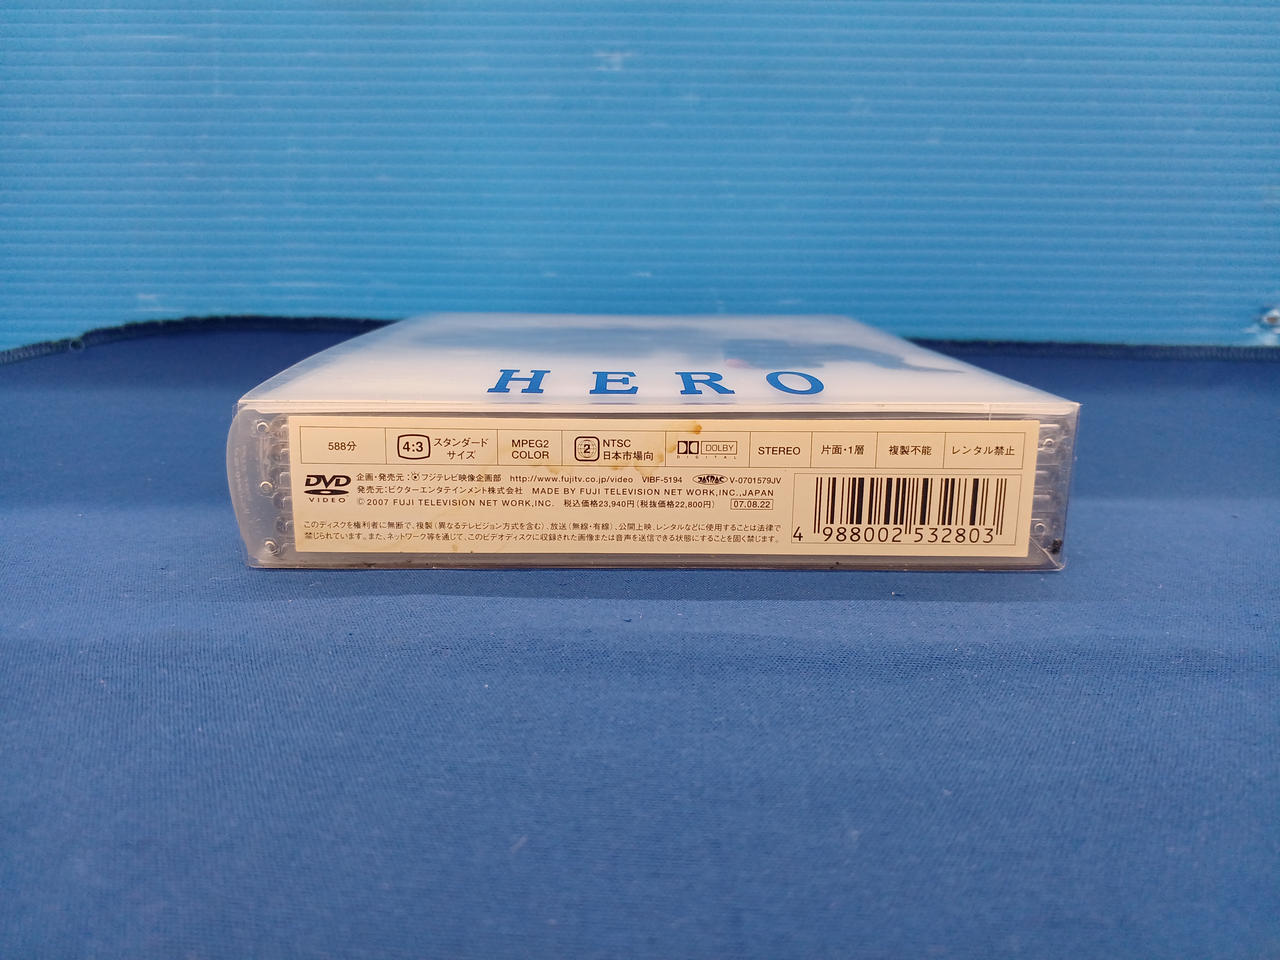 HERO
588分 4:3 スタンダードサイズ MPEG2 COLOR 2 NTSC 日本市場向 DOLBY DIGITAL STEREO 片面・1層 複製不能 レンタル禁止
DVD VIDEO
企画・発売元：フジテレビ映像企画部 http://www.fujitv.co.jp/video VIBF-5194 JASRAC V-0701579JV
発売元：ビクターエンタテインメント株式会社 MADE BY FUJI TELEVISION NET WORK,INC.,JAPAN
© 2007 FUJI TELEVISION NET WORK,INC. 税込価格23,940円（税抜価格22,800円） 07.08.22
このディスクを権利者に無断で、複製（異なるテレビジョン方式を含む）、放送（無線・有線）、公開上映、レンタルなどに使用することは法律で
禁じられています。また、ネットワーク等を通じて、このビデオディスクに収録された画像または音声を送信できる状態にすることを固く禁じます。
4 988002 532803